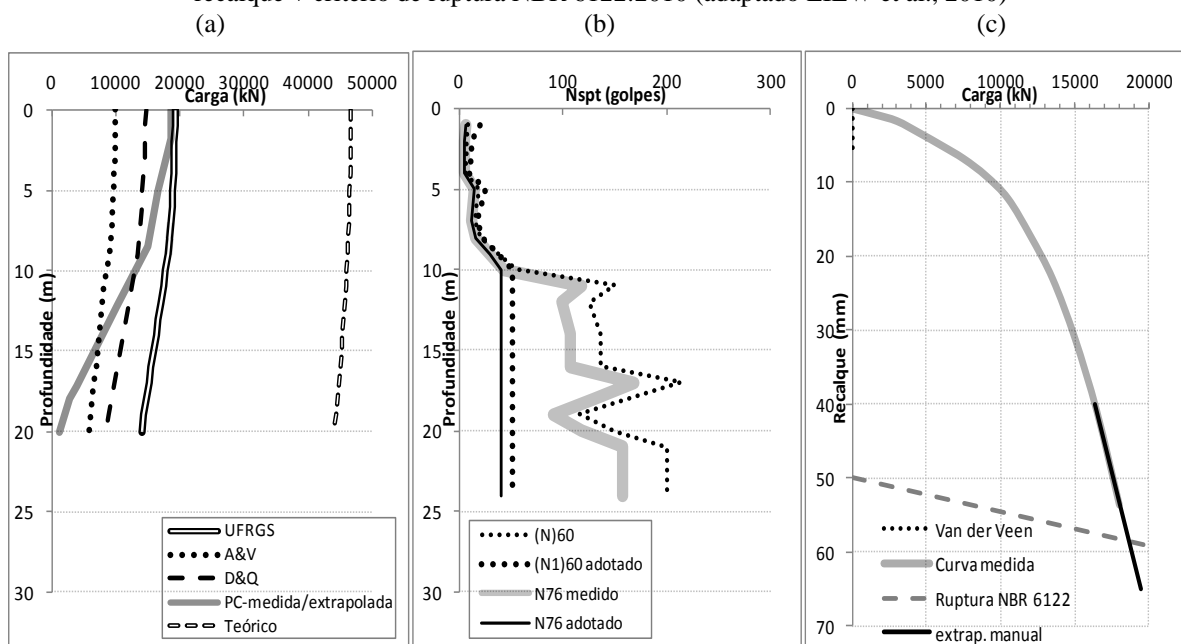 recalque + critério de ruptura NBR 6122:2010 (adaptado
(a)
(b)
(c)
0 10000 20000 30000 40000 50000
Carga (kN)
0
5
10
15
20
25
30
Profundidade (m)
UFRGS
A&V
D&Q
PC-medida/extrapolada
Teórico
0 100 200 300
Nspt (golpes)
0
5
10
15
20
25
30
Profundidade (m)
(N)60
(N1)60 adotado
N76 medido
N76 adotado
0 5000 10000 15000 20000
Carga (kN)
0
10
20
30
40
50
60
70
Recalque (mm)
Van der Veen
Curva medida
Ruptura NBR 6122
extrap. manual